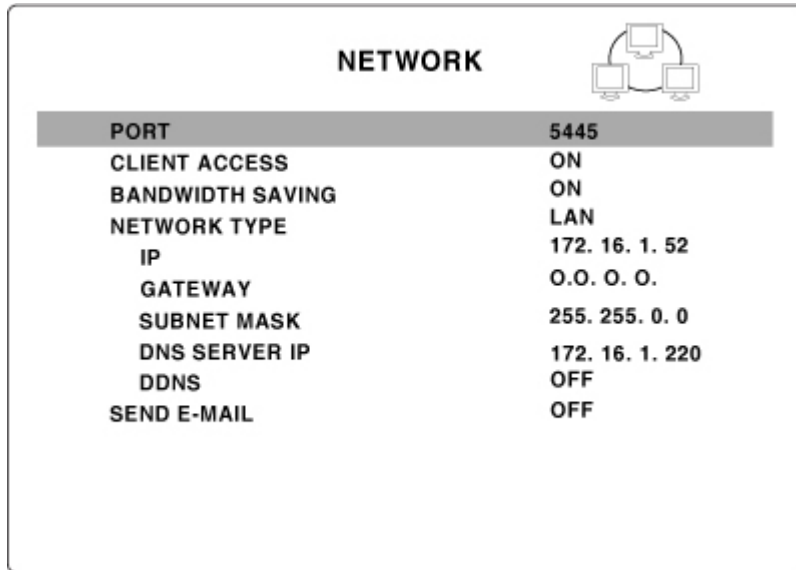 NETWORK
PORT 5445
CLIENT ACCESS ON
BANDWIDTH SAVING ON
NETWORK TYPE LAN
IP 172. 16. 1. 52
GATEWAY O.O. O. O.
SUBNET MASK 255. 255. 0. 0
DNS SERVER IP 172. 16. 1. 220
DDNS OFF
SEND E-MAIL OFF